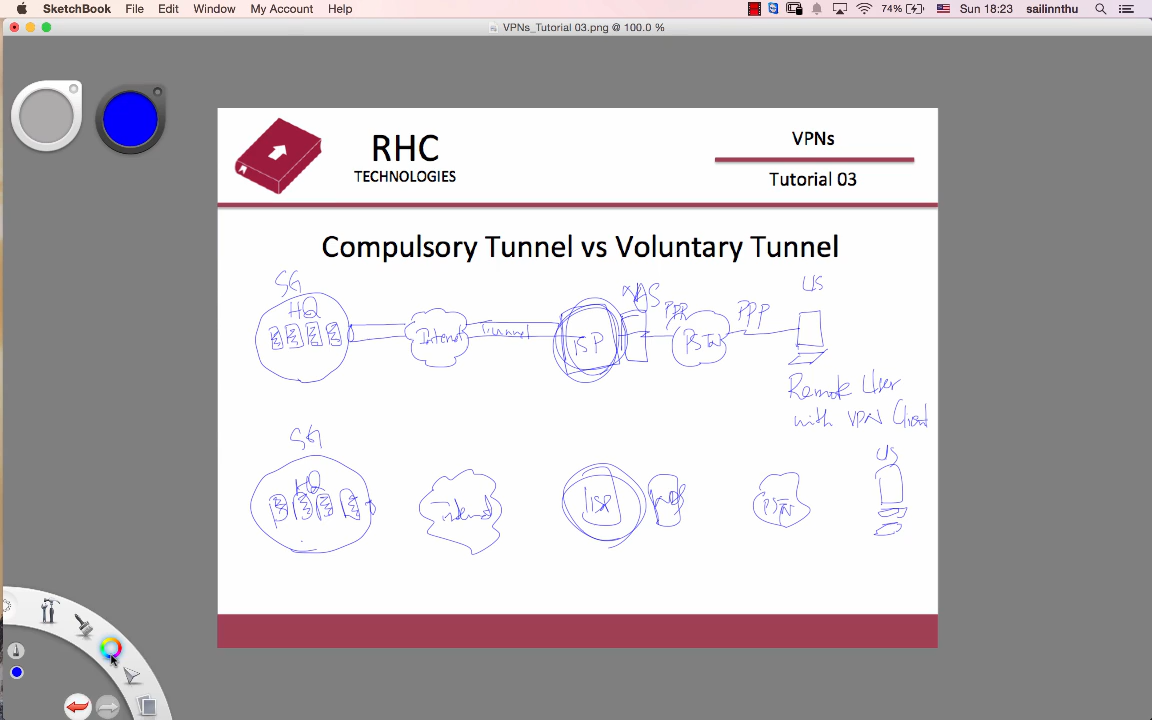 SketchBook File Edit Window My Account Help 74% Sun 18:23 sailinnthu
VPNs_Tutorial 03.png @ 100.0 %
RHC
TECHNOLOGIES
VPNs
Tutorial 03
Compulsory Tunnel vs Voluntary Tunnel
SG
HQ
Internet
Tunnel
ISP
NAS
PPP
PSTN
PPP
US
Remote User
with VPN Client
SG
HQ
Internet
ISP
PSTN
US